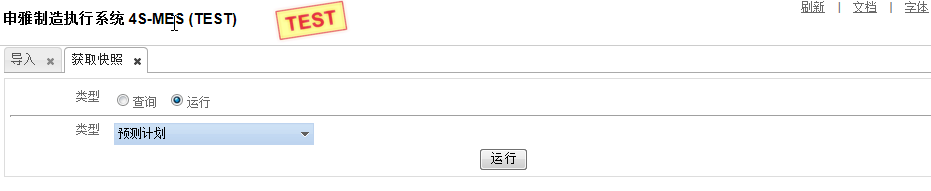 申雅制造执行系统 4S-MES (TEST)
TEST
刷新 | 文档 | 字体
导入 × 获取快照 ×
类型 查询 运行
类型 预测计划
运行